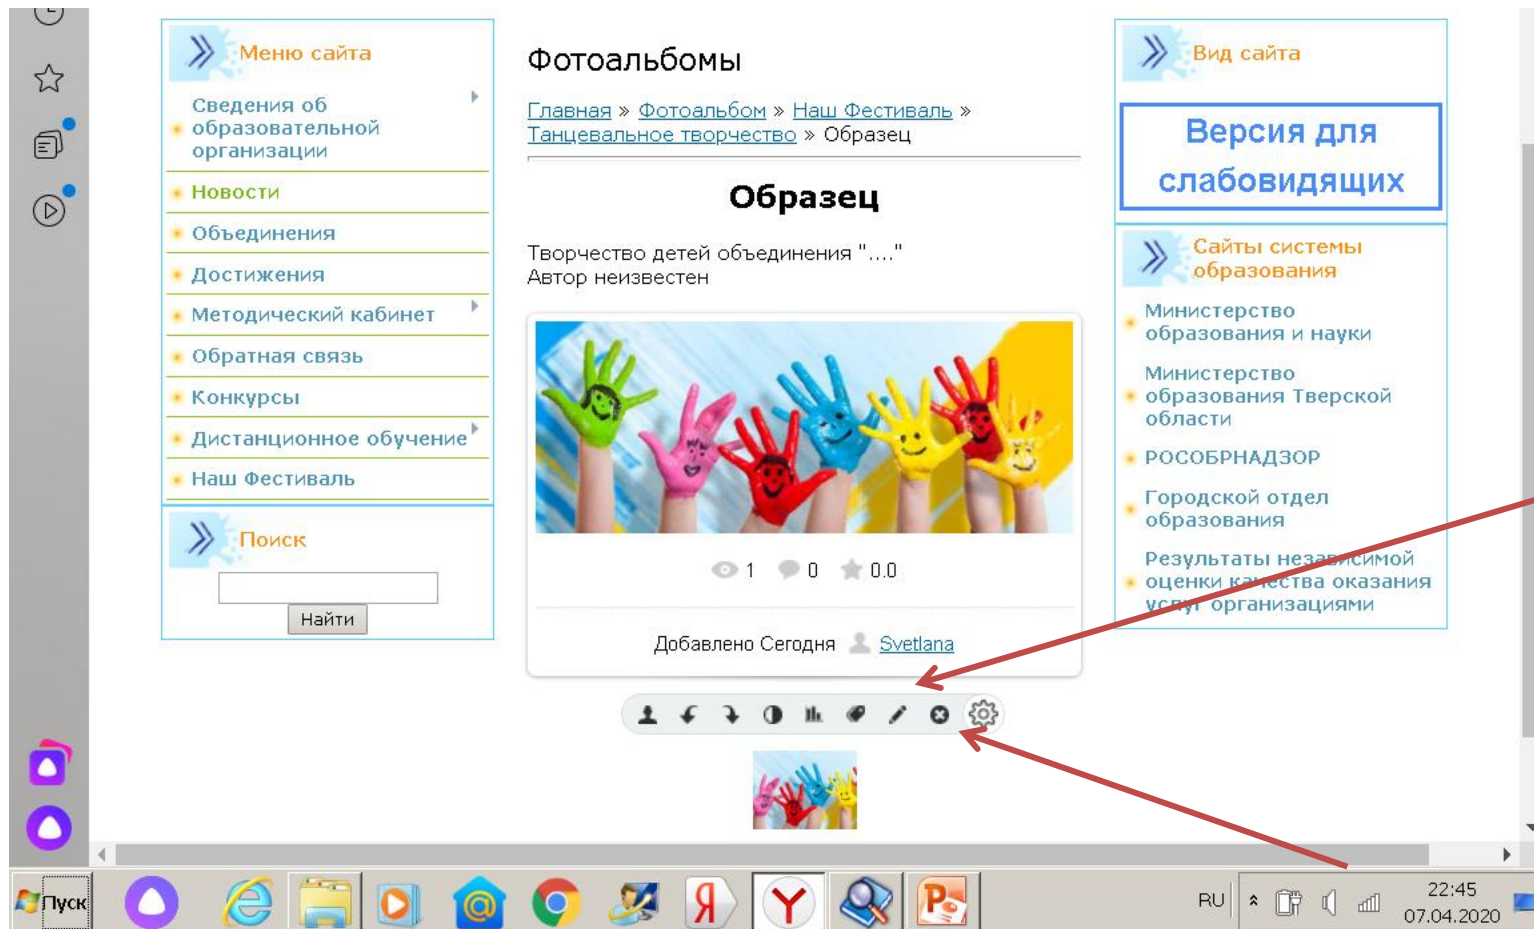 Меню сайта
Сведения об
образовательной
организации
Новости
Объединения
Достижения
Методический кабинет
Обратная связь
Конкурсы
Дистанционное обучение
Наш Фестиваль
Поиск
Найти
Фотоальбомы
Главная » Фотоальбом » Наш Фестиваль »
Танцевальное творчество » Образец
Образец
Творчество детей объединения "...."
Автор неизвестен
1 0 0.0
Добавлено Сегодня Svetlana
Вид сайта
Версия для
слабовидящих
Сайты системы
образования
Министерство
образования и науки
Министерство
образования Тверской
области
РОСОБРНАДЗОР
Городской отдел
образования
Результаты независимой
оценки качества оказания
услуг организациями
Пуск
RU
22:45
07.04.2020